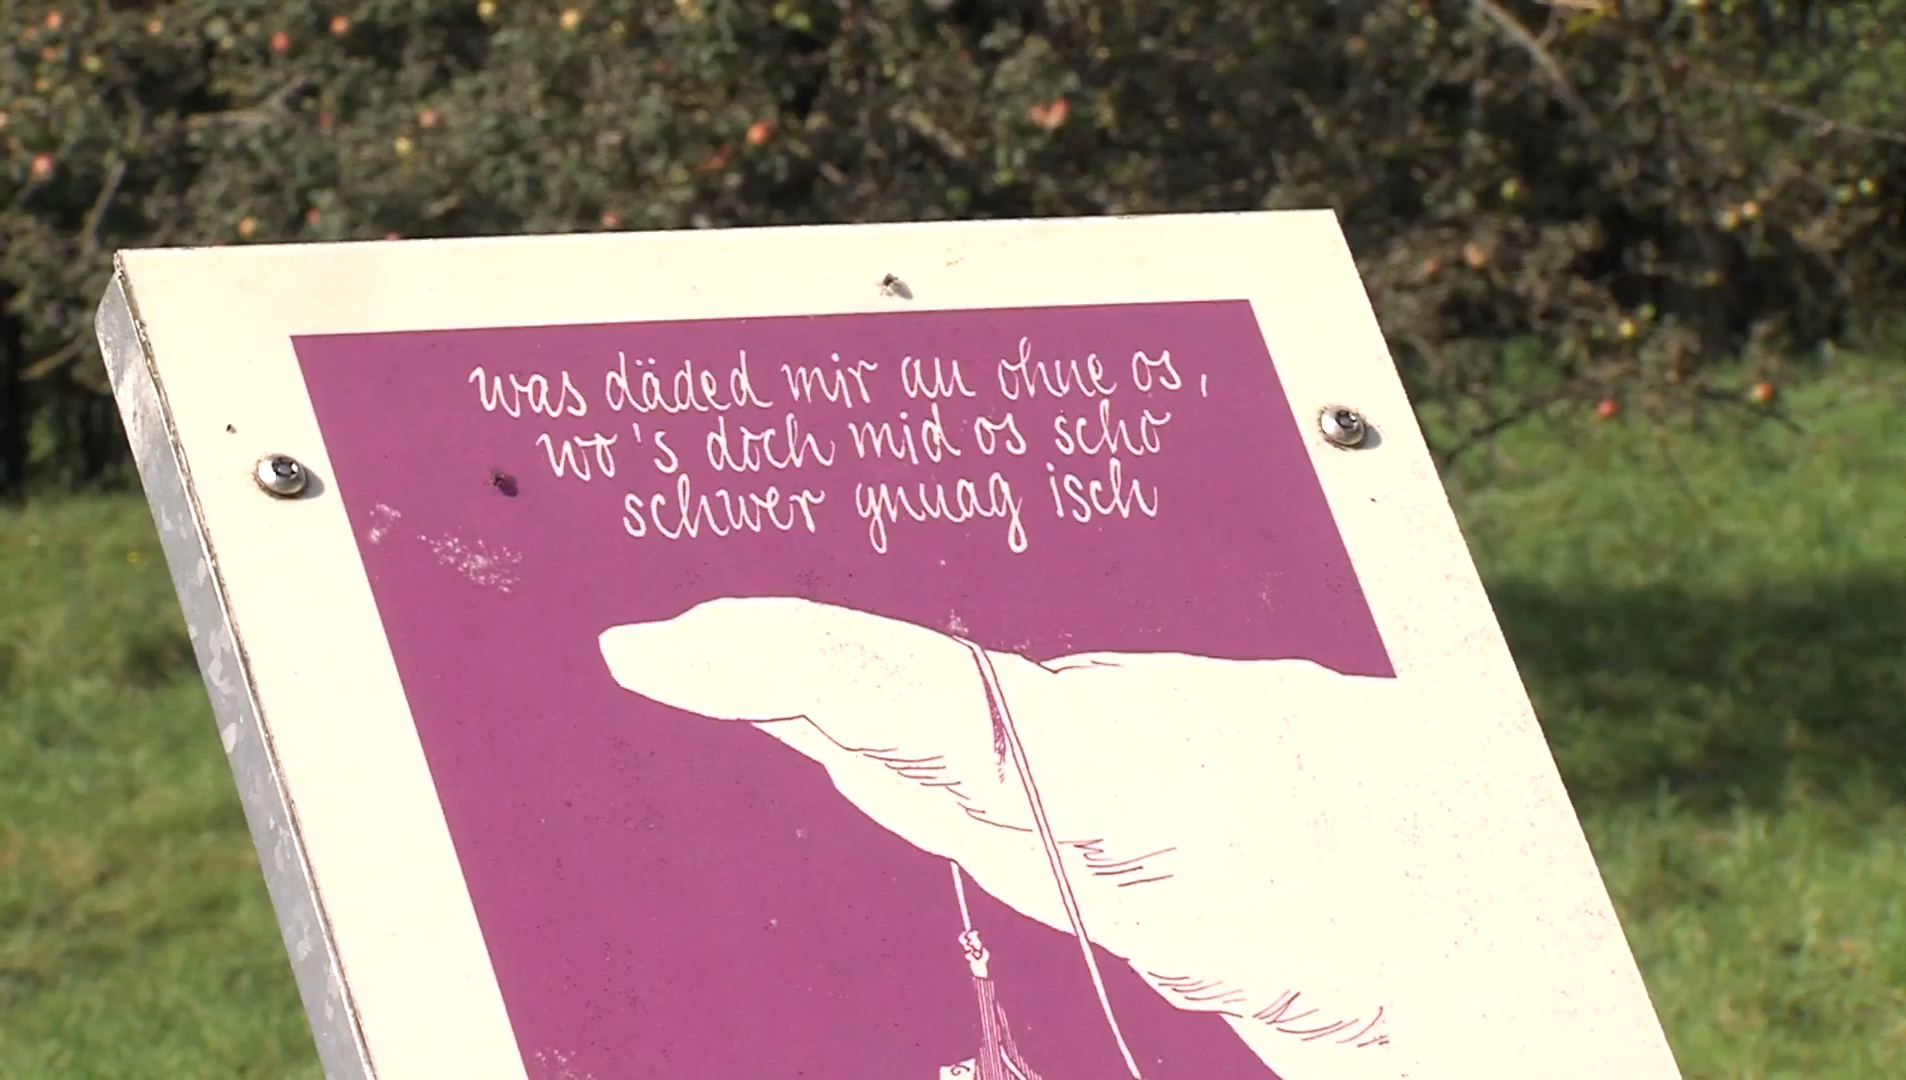 was däded mir au ohne os,
wo's doch mid os scho
schwer gnuag isch